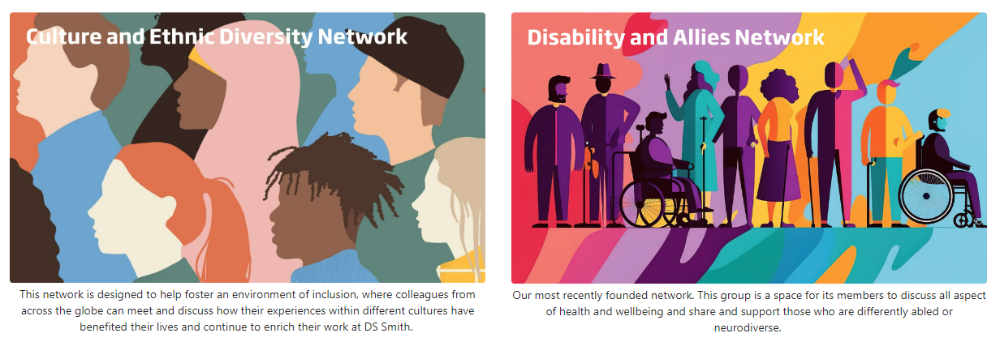 Culture and Ethnic Diversity Network
This network is designed to help foster an environment of inclusion, where colleagues from
across the globe can meet and discuss how their experiences within different cultures have
benefited their lives and continue to enrich their work at DS Smith.
Disability and Allies Network
Our most recently founded network. This group is a space for its members to discuss all aspect
of health and wellbeing and share and support those who are differently abled or
neurodiverse.